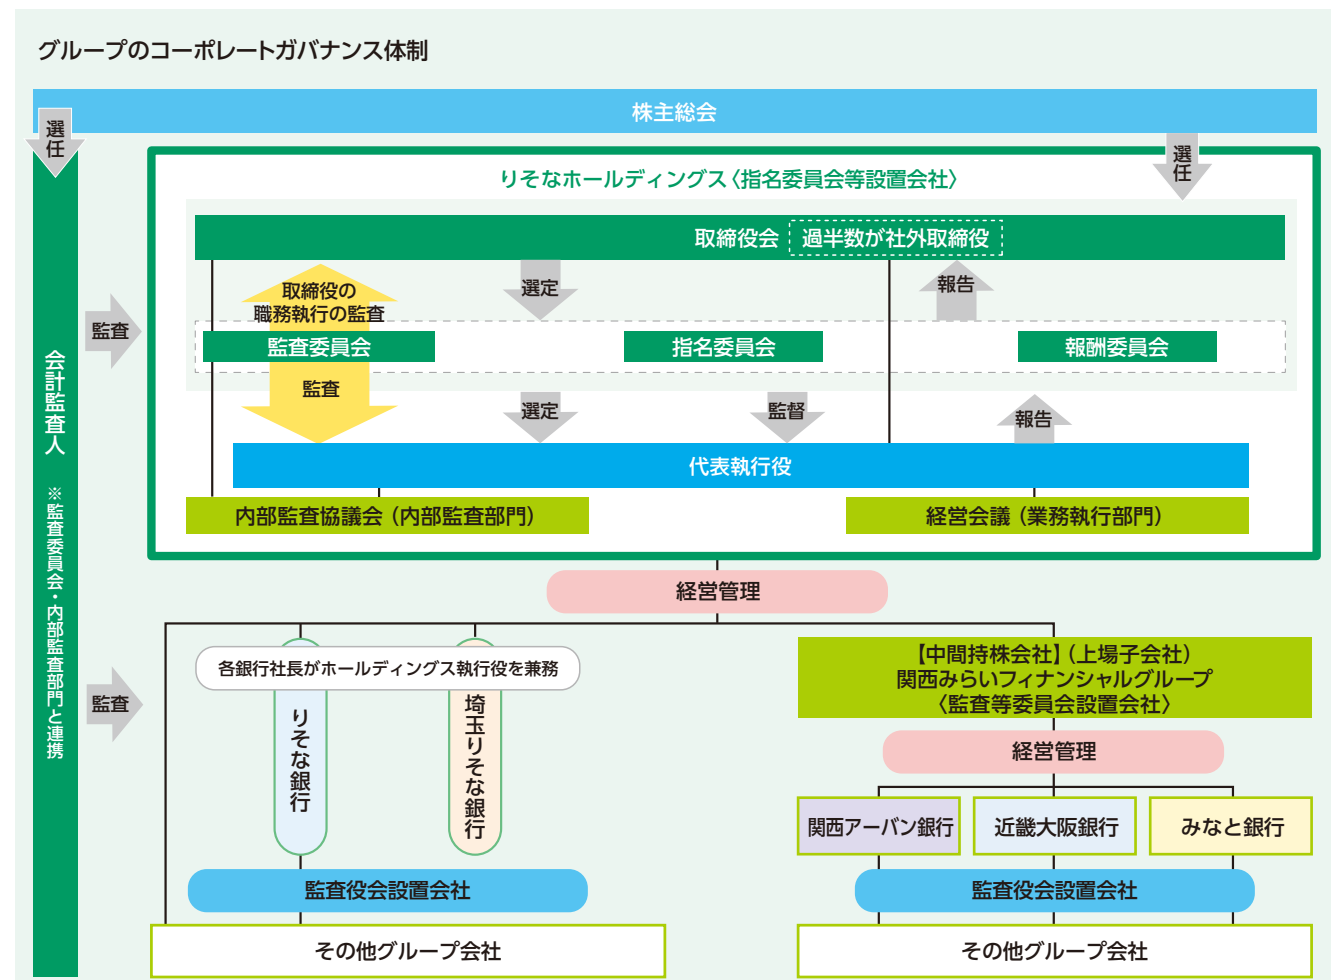 グループのコーポレートガバナンス体制
株主総会
選任
選任
りそなホールディングス〈指名委員会等設置会社〉
取締役会 過半数が社外取締役
取締役の
職務執行の監査
選定
報告
監査
監査委員会
指名委員会
報酬委員会
監査
選定
監督
報告
代表執行役
内部監査協議会（内部監査部門）
経営会議（業務執行部門）
会計監査人 ※監査委員会・内部監査部門と連携
経営管理
各銀行社長がホールディングス執行役を兼務
りそな銀行
埼玉りそな銀行
監査
【中間持株会社】（上場子会社）
関西みらいフィナンシャルグループ
〈監査等委員会設置会社〉
経営管理
関西アーバン銀行
近畿大阪銀行
みなと銀行
監査役会設置会社
監査役会設置会社
その他グループ会社
その他グループ会社